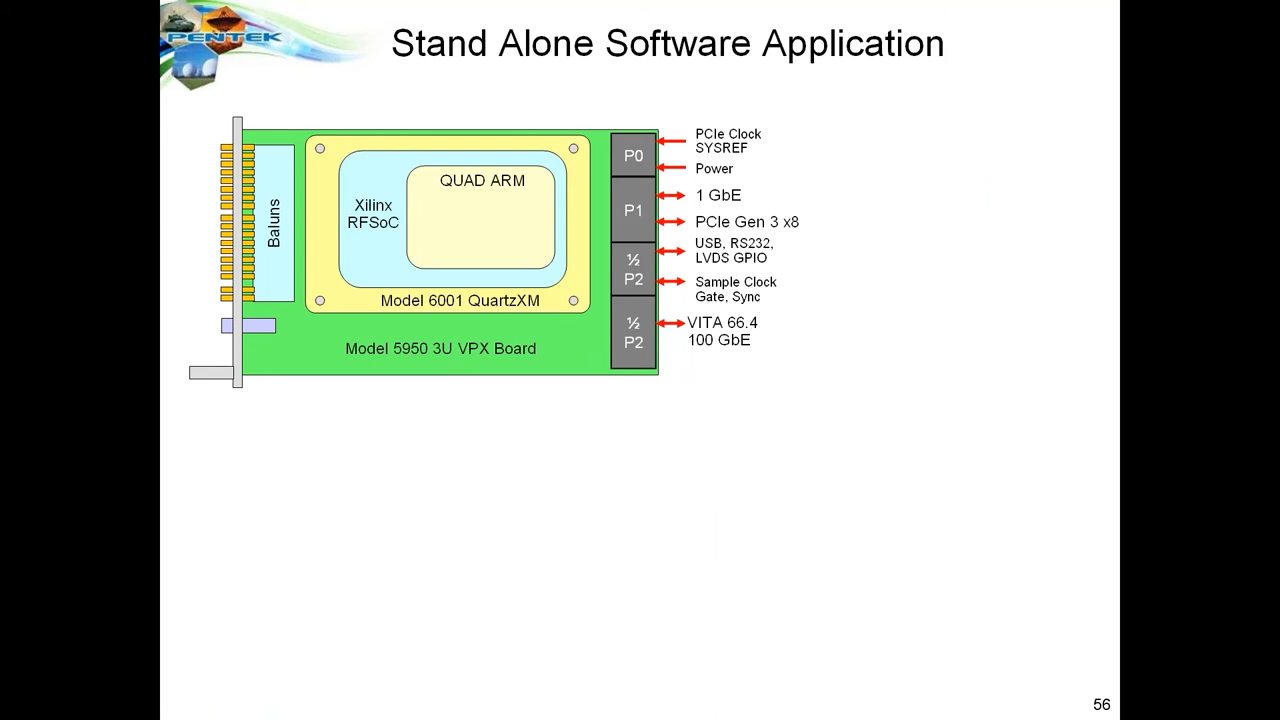 PENTEK
Stand Alone Software Application
PCIe Clock
SYSREF
Power
1 GbE
PCIe Gen 3 x8
USB, RS232,
LVDS GPIO
Sample Clock
Gate, Sync
VITA 66.4
100 GbE
P0
P1
½
P2
½
P2
Baluns
Xilinx
RFSoC
QUAD ARM
Model 6001 QuartzXM
Model 5950 3U VPX Board
56